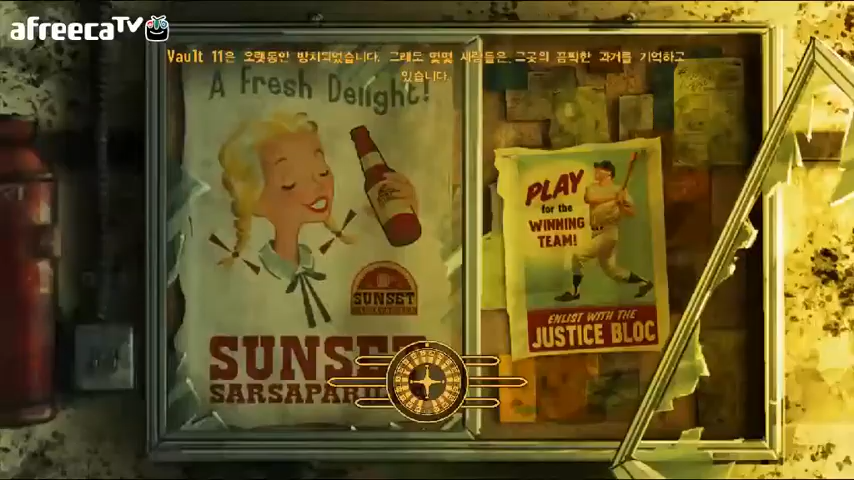 afreecaTV
Vault 11은 오랫동안 방치되었습니다. 그래도 몇몇 사람들은 그곳의 끔찍한 과거를 기억하고
있습니다.
A Fresh Delight!
SUNSET
SUNSET
SARSAPARIL
PLAY
for the
WINNING
TEAM!
ENLIST WITH THE
JUSTICE BLOC